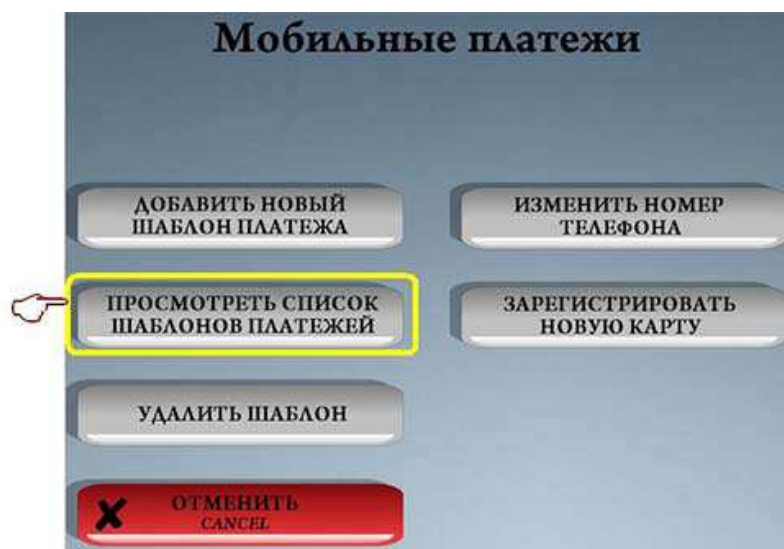 Мобильные платежи
ДОБАВИТЬ НОВЫЙ
ШАБЛОН ПЛАТЕЖА
ИЗМЕНИТЬ НОМЕР
ТЕЛЕФОНА
ПРОСМОТРЕТЬ СПИСОК
ШАБЛОНОВ ПЛАТЕЖЕЙ
ЗАРЕГИСТРИРОВАТЬ
НОВУЮ КАРТУ
УДАЛИТЬ ШАБЛОН
ОТМЕНИТЬ
CANCEL